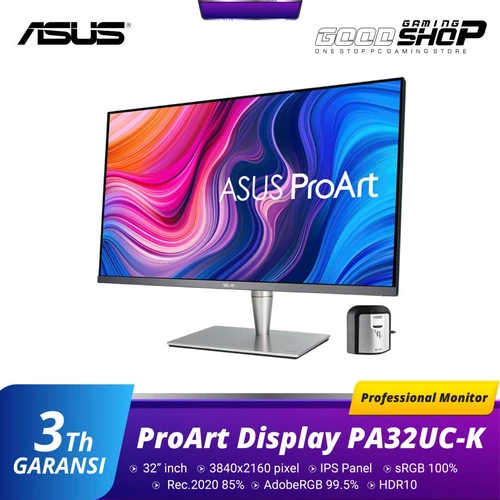 ASUS®
GAMING
GOOD SHOP
ONE STOP PC GAMING STORE
ASUS ProArt
ASUS
Professional Monitor
3Th
GARANSI
ProArt Display PA32UC-K
32” inch 3840x2160 pixel IPS Panel sRGB 100%
Rec.2020 85% AdobeRGB 99.5% HDR10